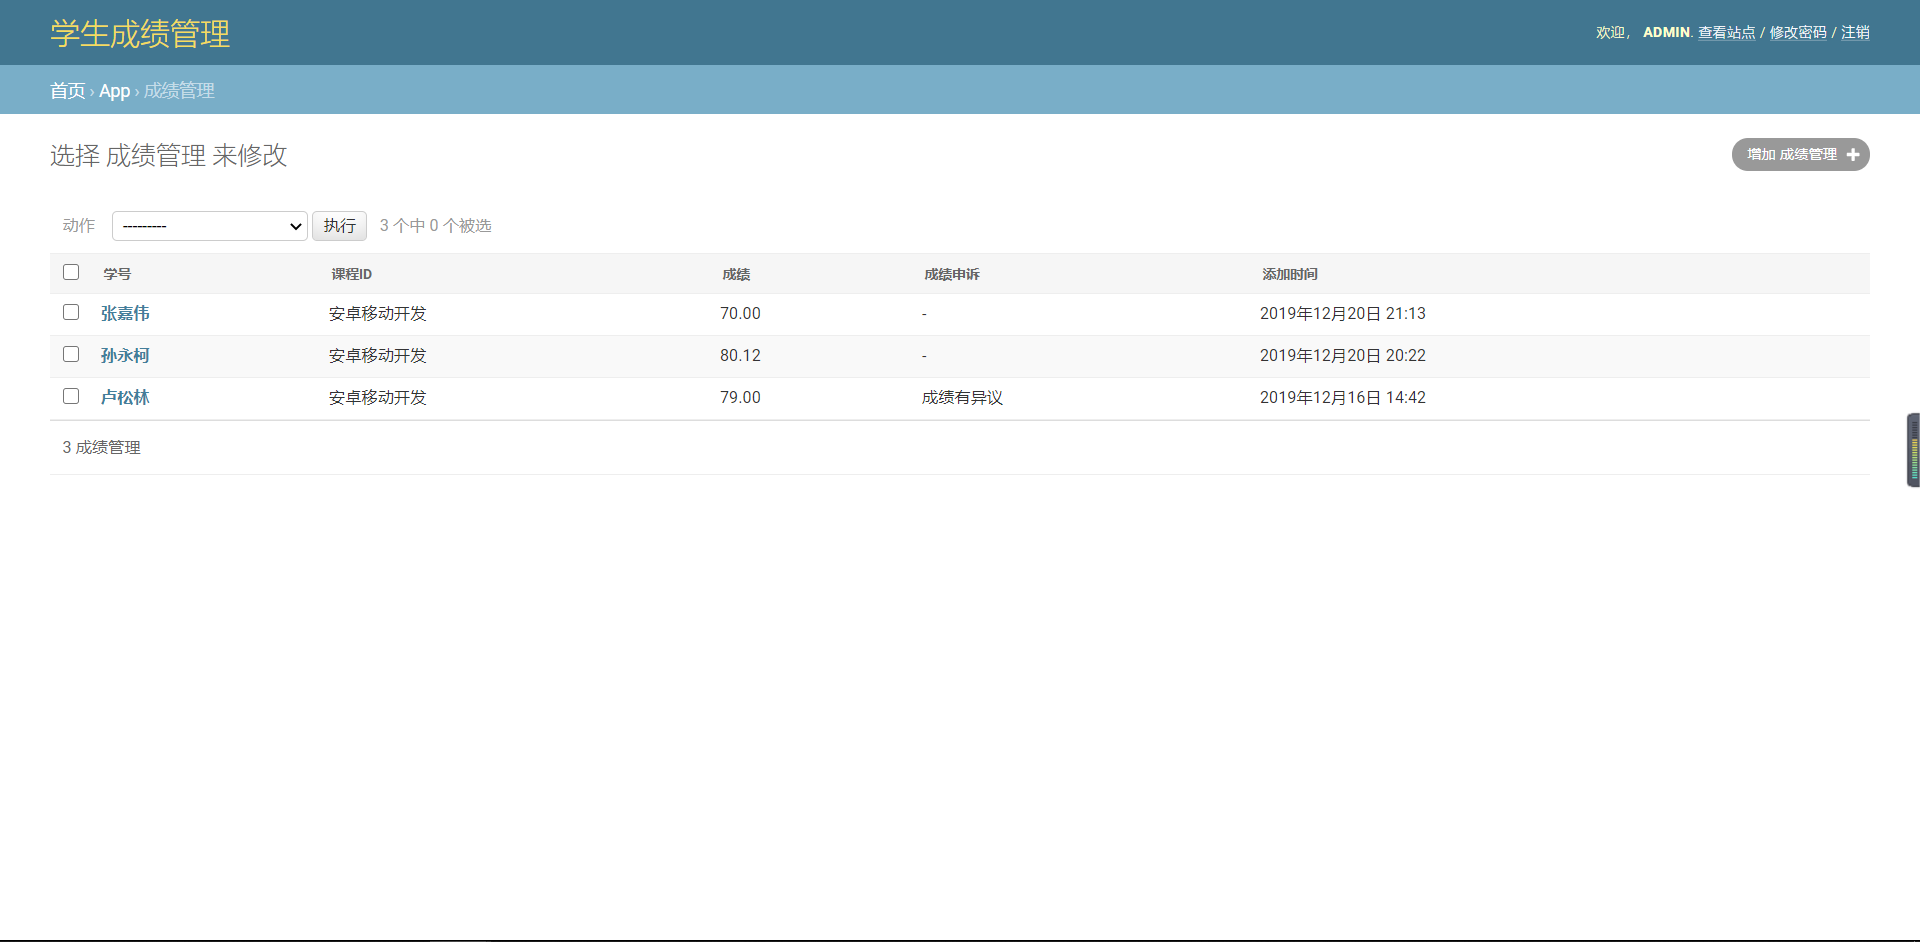 学生成绩管理
欢迎， ADMIN. 查看站点 / 修改密码 / 注销
首页 › App › 成绩管理
选择 成绩管理 来修改
增加 成绩管理
动作 --------- 执行 3 个中 0 个被选
学号 课程ID 成绩 成绩申诉 添加时间
张嘉伟 安卓移动开发 70.00 - 2019年12月20日 21:13
孙永柯 安卓移动开发 80.12 - 2019年12月20日 20:22
卢松林 安卓移动开发 79.00 成绩有异议 2019年12月16日 14:42
3 成绩管理